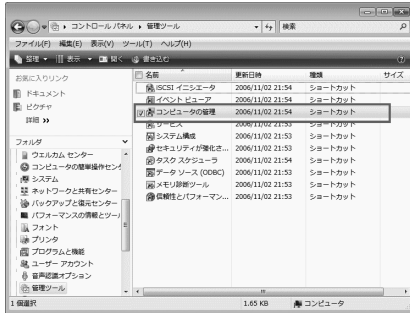 コントロール パネル ▸ 管理ツール
検索
ファイル(F) 編集(E) 表示(V) ツール(T) ヘルプ(H)
整理 表示 開く 書き込む
お気に入りリンク
ドキュメント
ピクチャ
詳細 »
フォルダ
ウエルカム センター
コンピュータの簡単操作セン
システム
ネットワークと共有センター
バックアップと復元センター
パフォーマンスの情報とツー
フォント
プリンタ
プログラムと機能
ユーザー アカウント
音声認識オプション
管理ツール
名前 更新日時 種類 サイズ
iSCSI イニシエータ 2006/11/02 21:54 ショートカット
イベント ビューア 2006/11/02 21:54 ショートカット
コンピュータの管理 2006/11/02 21:54 ショートカット
サービス 2006/11/02 21:53 ショートカット
システム構成 2006/11/02 21:53 ショートカット
セキュリティが強化さ... 2006/11/02 21:54 ショートカット
タスク スケジューラ 2006/11/02 21:54 ショートカット
データ ソース (ODBC) 2006/11/02 21:53 ショートカット
メモリ診断ツール 2006/11/02 21:53 ショートカット
信頼性とパフォーマン... 2006/11/02 21:53 ショートカット
1 個選択 1.65 KB コンピュータ